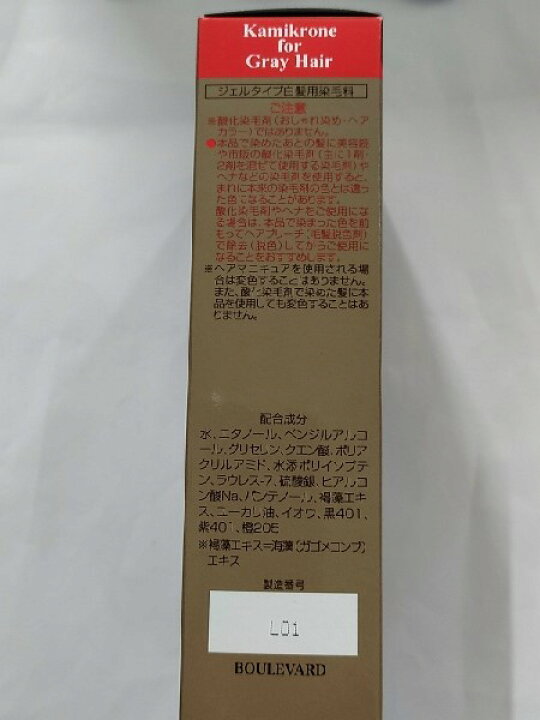 Kamikrone
for
Gray Hair
ジェルタイプ白髪用染毛料
ご注意
※酸化染毛剤(おしゃれ染め・ヘア
カラー)ではありません。
●本品で染めたあとの髪に美容院
や市販の酸化染毛剤(主に1剤・
2剤を混ぜて使用する染毛剤)や
ヘナなどの染毛剤を使用すると、
まれに本来の染毛剤の色とは違っ
た色になることがあります。
酸化染毛剤やヘナをご使用にな
る場合は、本品で染まった色を前
もってヘアブリーチ(毛髪脱色剤)
で除去(脱色)してからご使用に
なることをおすすめします。
※ヘアマニキュアを使用される場
合は変色することはありません。
また、酸化染毛剤で染めた髪に本
品を使用しても変色することはあ
りません。
配合成分
水、エタノール、ベンジルアルコ
ール、グリセリン、クエン酸、ポリア
クリルアミド、水添ポリイソブテ
ン、ラウレス-7、硫酸銀、ヒアルロ
ン酸Na、パンテノール、褐藻エキ
ス、ユーカリ油、イオウ、黒401、
紫401、橙205
※褐藻エキス=海藻(ガゴメコンブ)
エキス
製造番号
L01
BOULEVARD